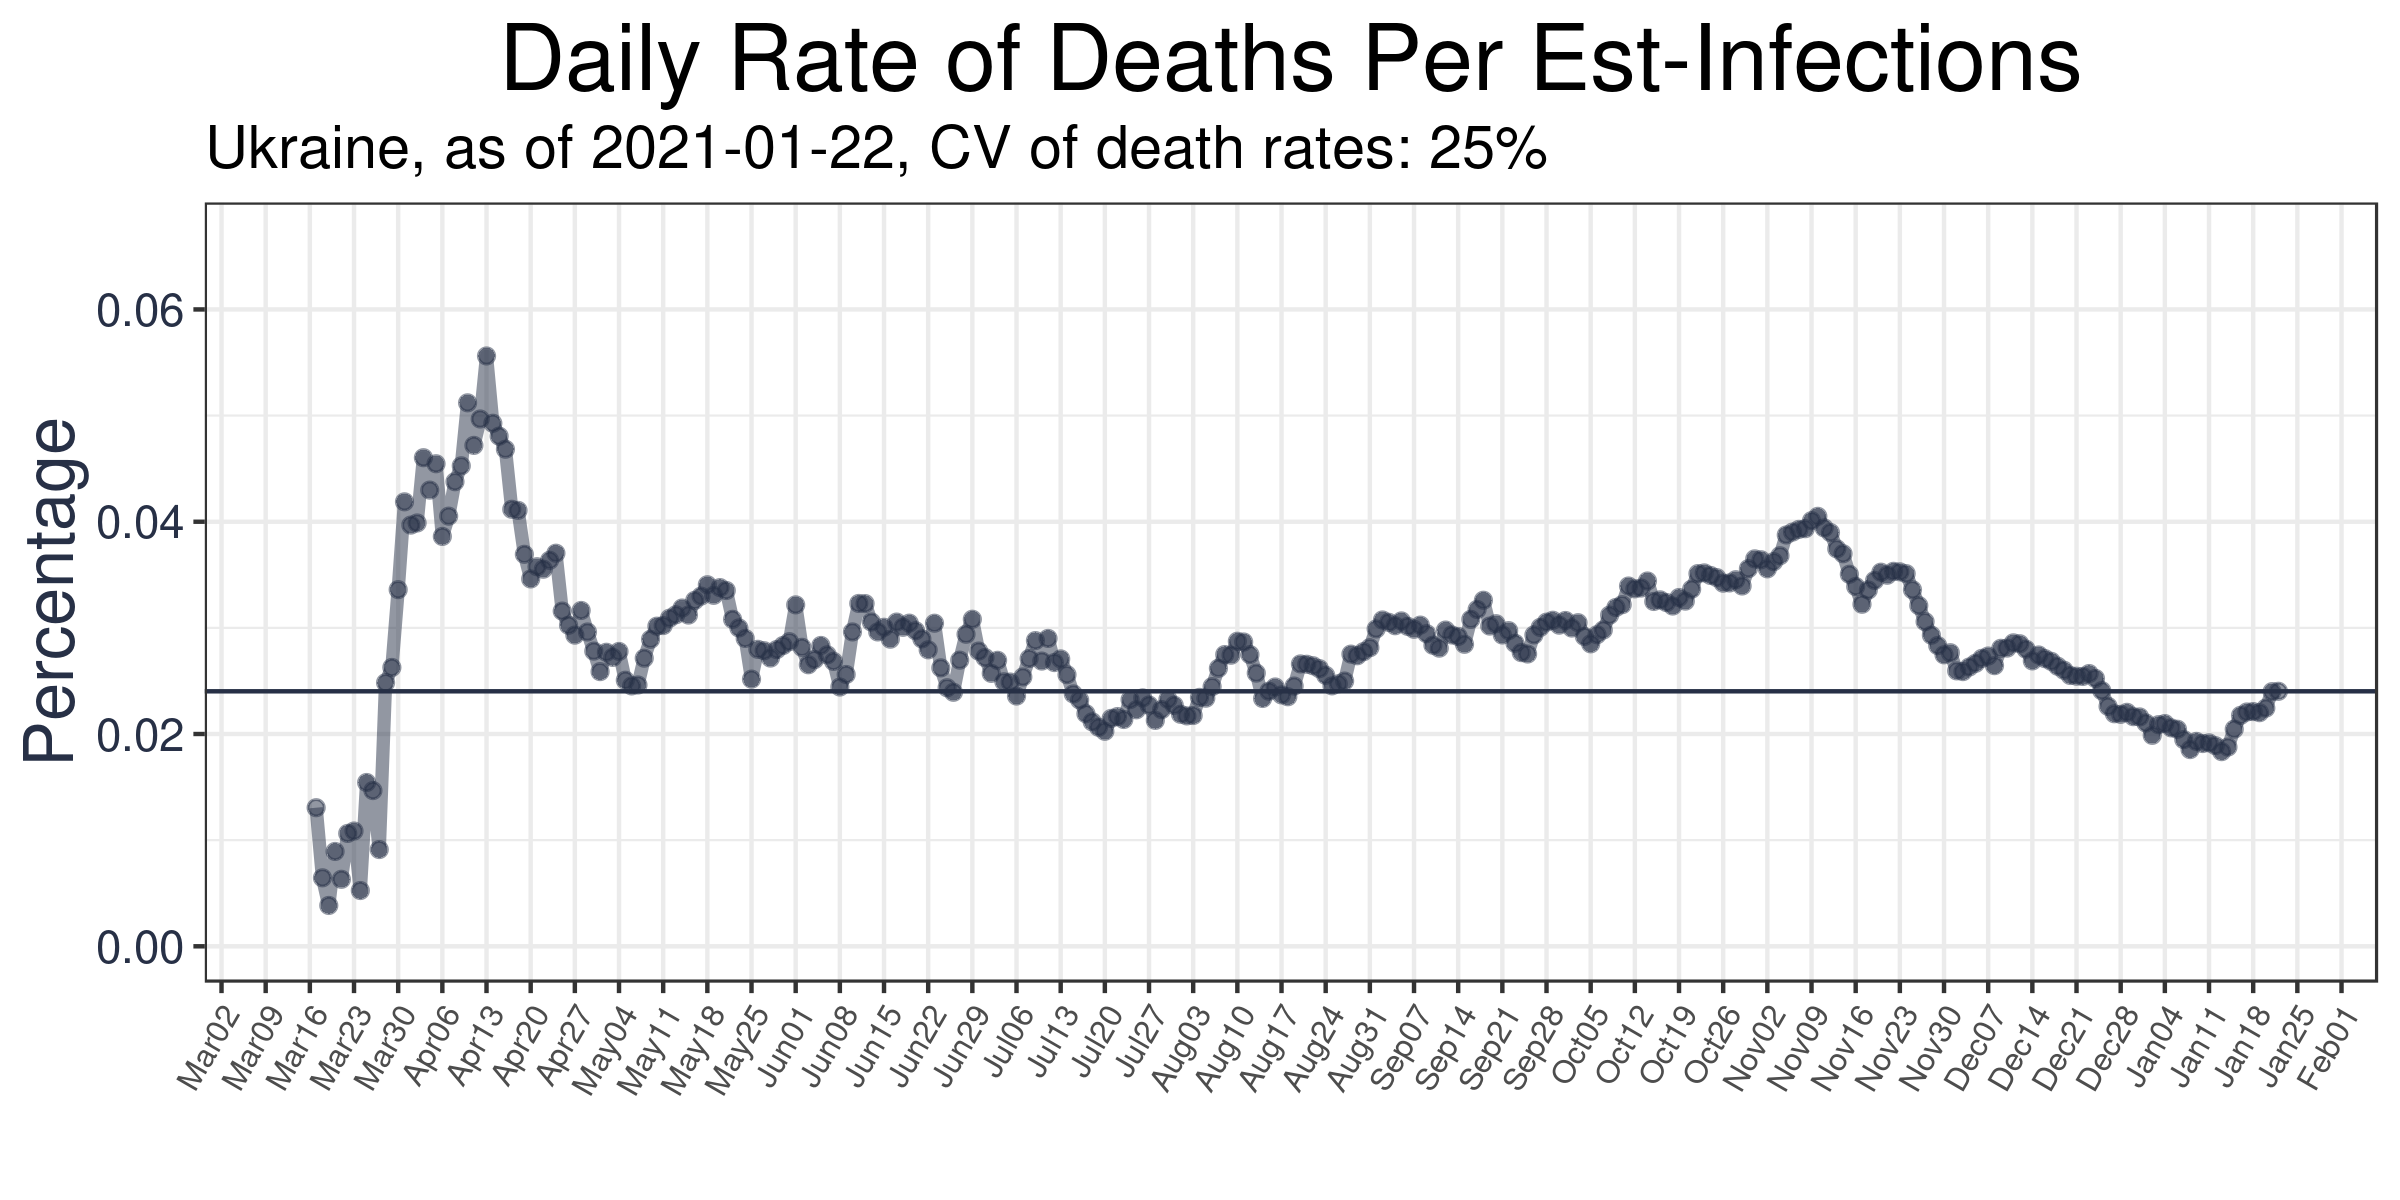 Daily Rate of Deaths Per Est-Infections
Ukraine, as of 2021-01-22, CV of death rates: 25%
Percentage
0.06
0.04
0.02
0.00
Mar02
Mar09
Mar16
Mar23
Mar30
Apr06
Apr13
Apr20
Apr27
May04
May11
May18
May25
Jun01
Jun08
Jun15
Jun22
Jun29
Jul06
Jul13
Jul20
Jul27
Aug03
Aug10
Aug17
Aug24
Aug31
Sep07
Sep14
Sep21
Sep28
Oct05
Oct12
Oct19
Oct26
Nov02
Nov09
Nov16
Nov23
Nov30
Dec07
Dec14
Dec21
Dec28
Jan04
Jan11
Jan18
Jan25
Feb01